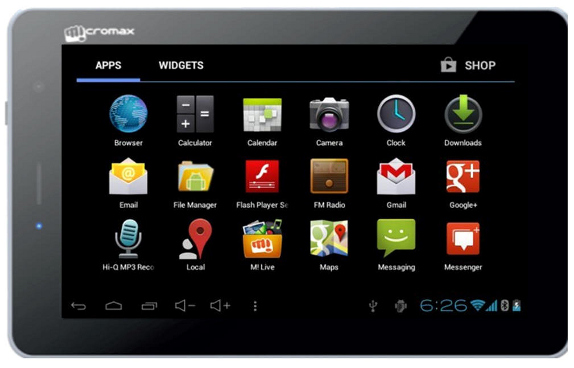 micromax
APPS WIDGETS SHOP
Browser Calculator Calendar Camera Clock Downloads
Email File Manager Flash Player Se FM Radio Gmail Google+
Hi-Q MP3 Reco Local M! Live Maps Messaging Messenger
6:26